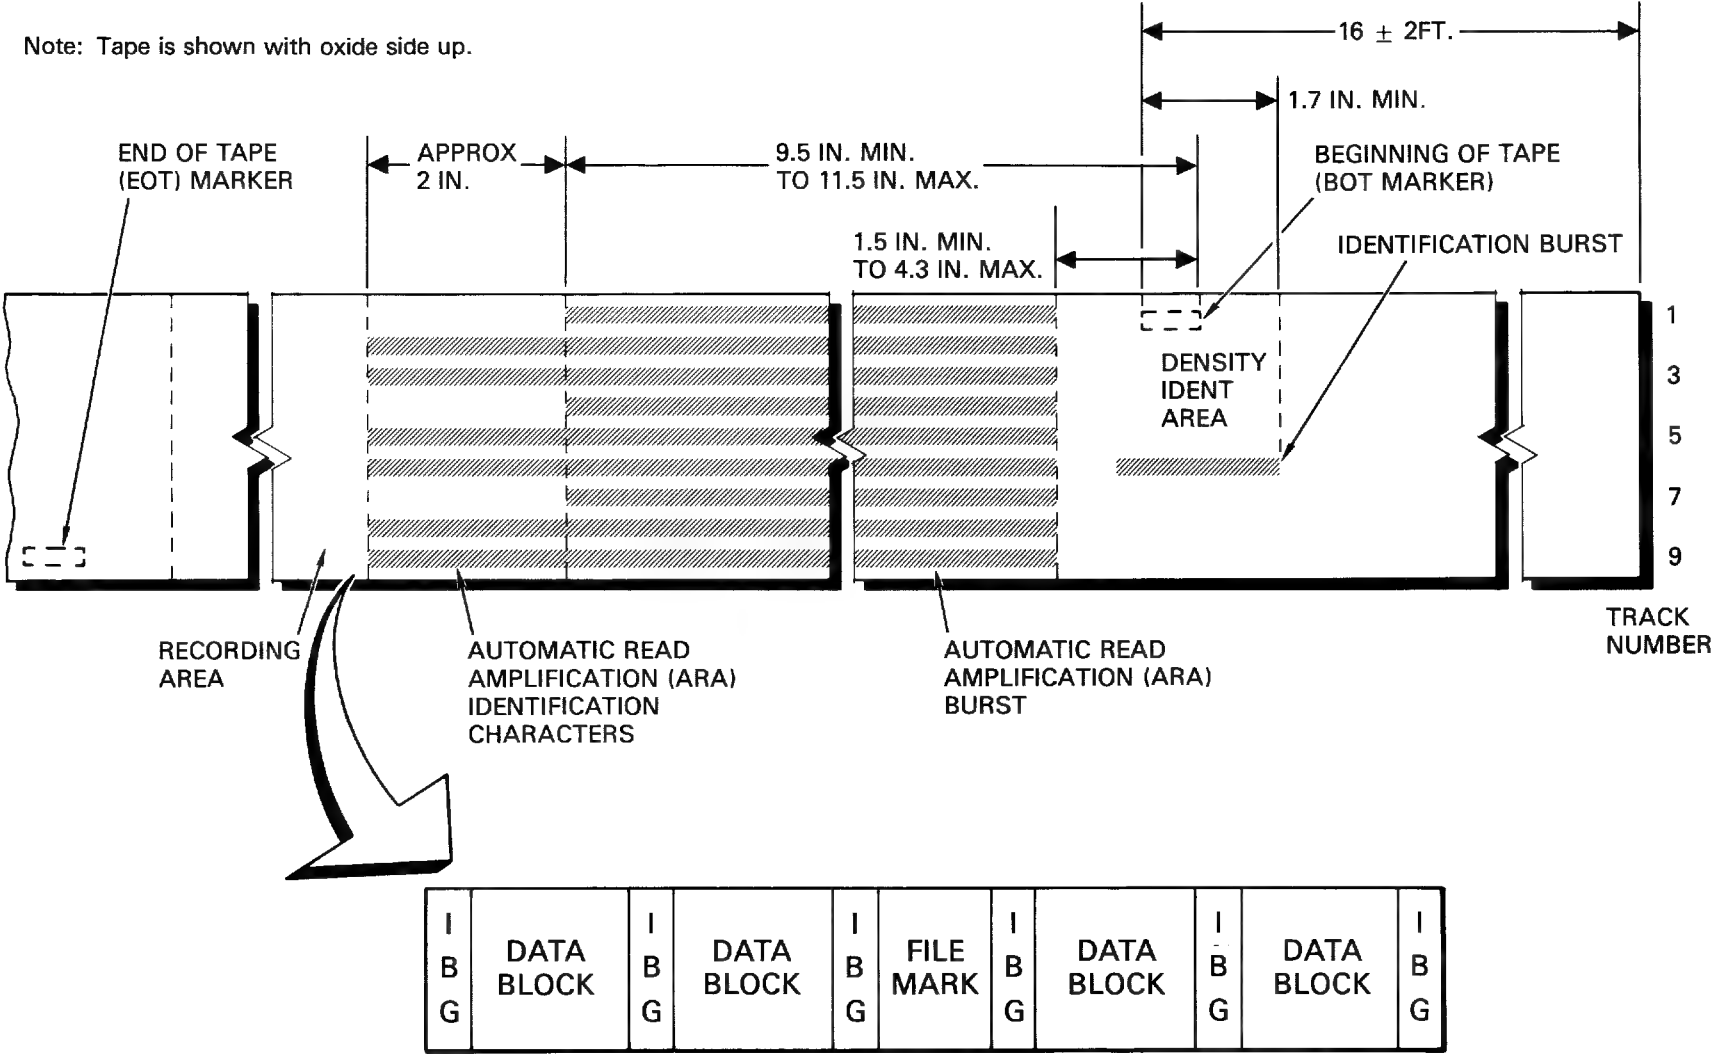 Note: Tape is shown with oxide side up.
16 ± 2FT.
1.7 IN. MIN.
END OF TAPE
(EOT) MARKER
APPROX
2 IN.
9.5 IN. MIN.
TO 11.5 IN. MAX.
BEGINNING OF TAPE
(BOT MARKER)
1.5 IN. MIN.
TO 4.3 IN. MAX.
IDENTIFICATION BURST
1
3
5
7
9
DENSITY
IDENT
AREA
TRACK
NUMBER
RECORDING
AREA
AUTOMATIC READ
AMPLIFICATION (ARA)
IDENTIFICATION
CHARACTERS
AUTOMATIC READ
AMPLIFICATION (ARA)
BURST
IBG
DATA
BLOCK
IBG
DATA
BLOCK
IBG
FILE
MARK
IBG
DATA
BLOCK
IBG
DATA
BLOCK
IBG